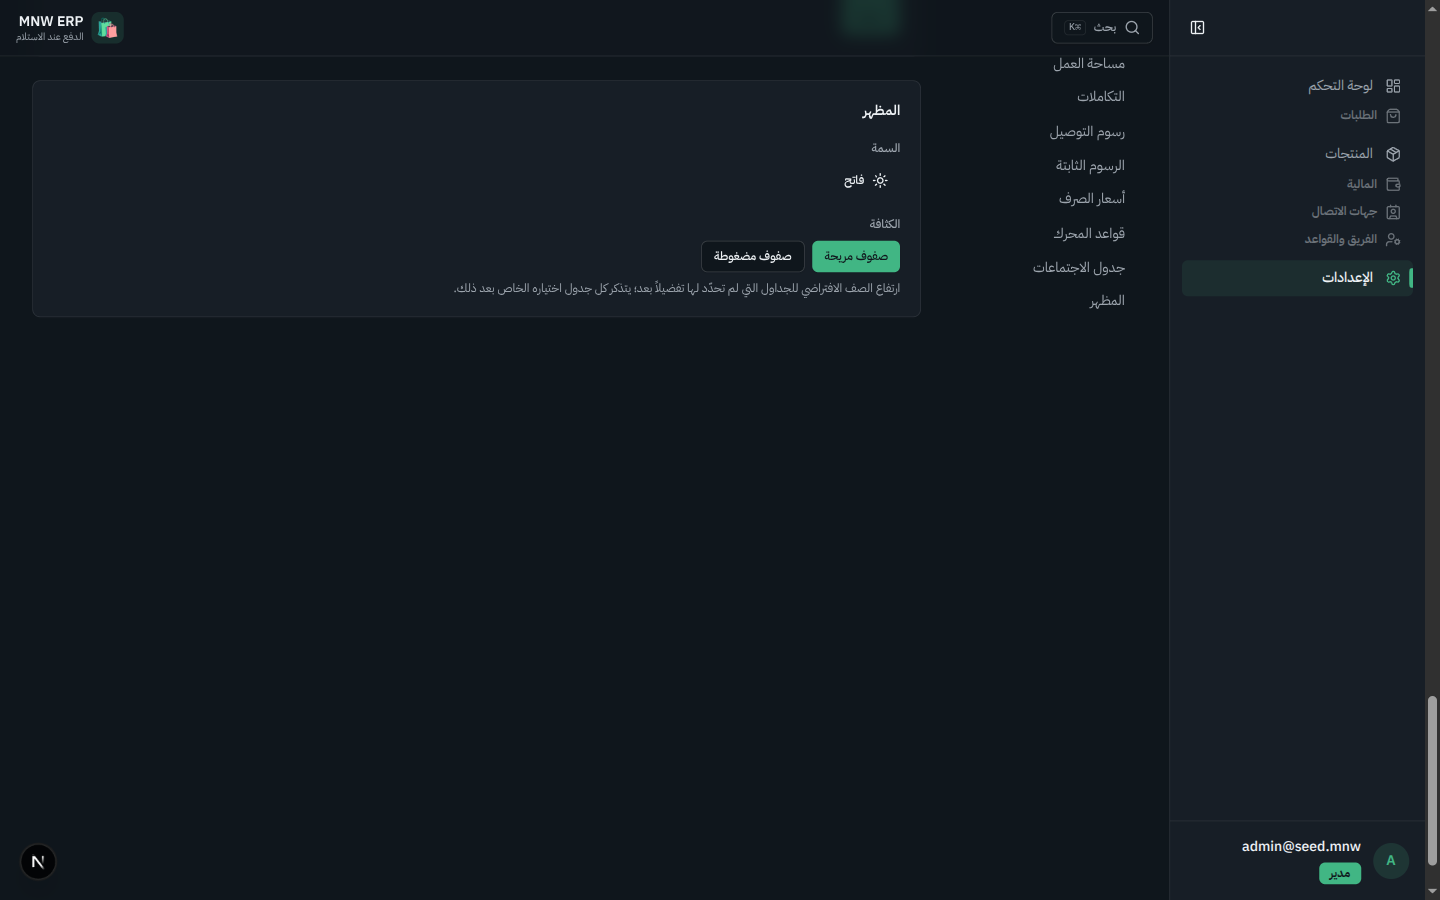 MNW ERP
الدفع عند الاستلام
بحث
⌘K
لوحة التحكم
الطلبات
المنتجات
المالية
جهات الاتصال
الفريق والقواعد
الإعدادات
مساحة العمل
التكاملات
رسوم التوصيل
الرسوم الثابتة
أسعار الصرف
قواعد المحرك
جدول الاجتماعات
المظهر
المظهر
السمة
فاتح
الكثافة
صفوف مريحة
صفوف مضغوطة
ارتفاع الصف الافتراضي للجداول التي لم تحدّد لها تفضيلاً بعد؛ يتذكر كل جدول اختياره الخاص بعد ذلك.
A
admin@seed.mnw
مدير
N